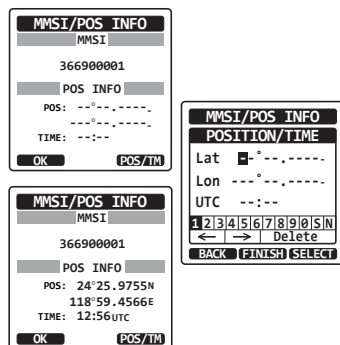 MMSI/POS INFO
MMSI
366900001
POS INFO
POS: --°--.----_
---°--.----_
TIME: --:--
OK POS/TM
MMSI/POS INFO
MMSI
366900001
POS INFO
POS: 24°25.9755N
118°59.4566E
TIME: 12:56UTC
OK POS/TM
MMSI/POS INFO
POSITION/TIME
Lat --°--.-----
Lon ---°--.-----
UTC --:--
1 2 3 4 5 6 7 8 9 0 S N
← → Delete
BACK FINISH SELECT